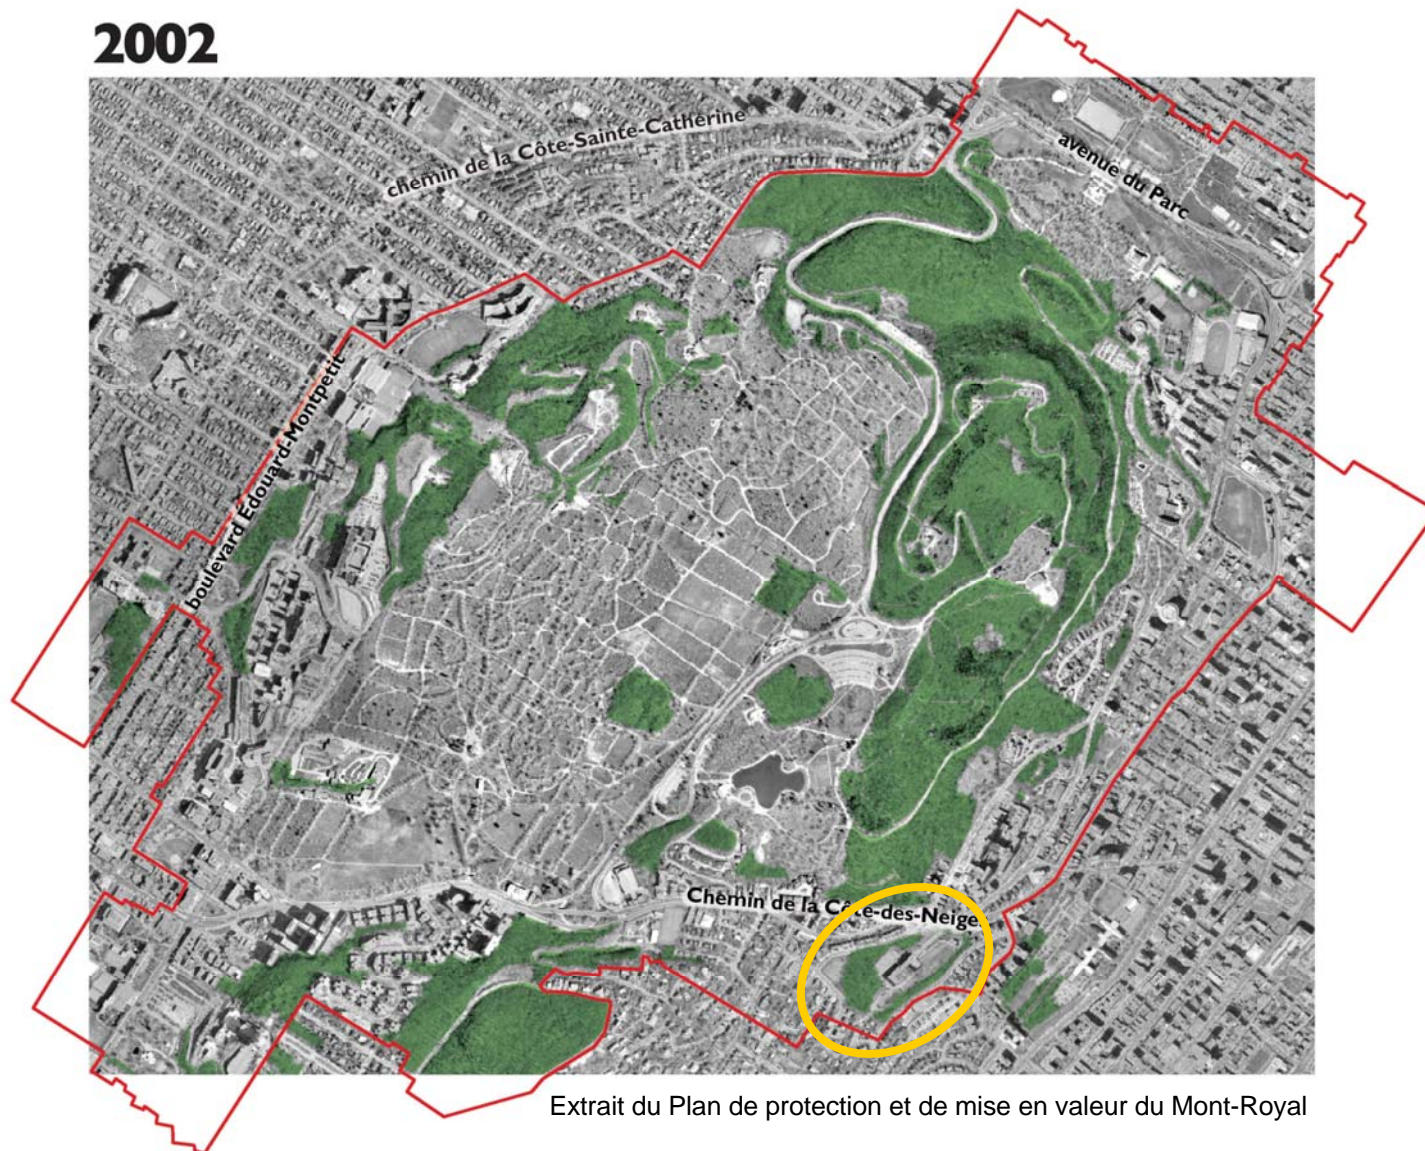 2002
chemin de la Côte-Sainte-Catherine
avenue du Parc
boulevard Édouard-Montpetit
Chemin de la Côte-des-Neiges
Extrait du Plan de protection et de mise en valeur du Mont-Royal